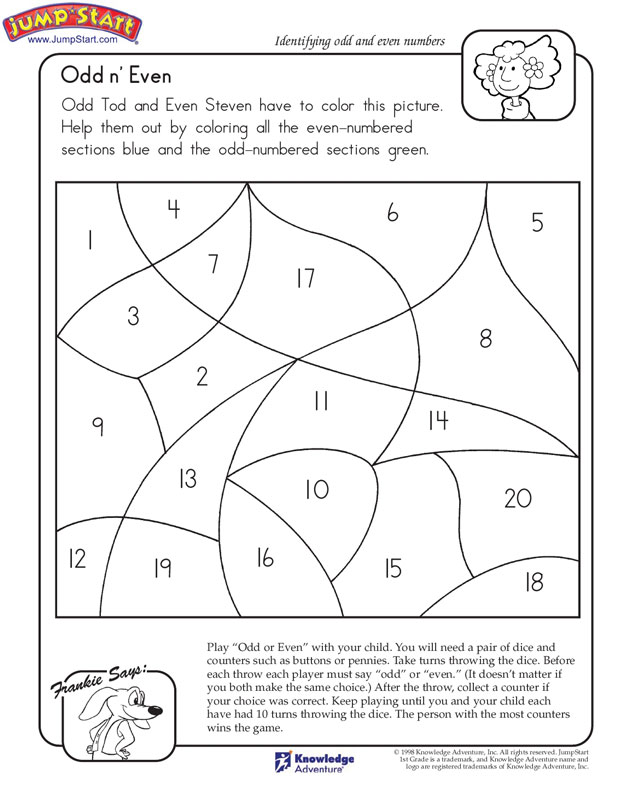 JUMPSTART
www.JumpStart.com
Identifying odd and even numbers
Odd n' Even
Odd Tod and Even Steven have to color this picture.
Help them out by coloring all the even–numbered
sections blue and the odd–numbered sections green.
1
4
6
5
7
17
3
8
2
11
14
9
13
10
20
12
19
16
15
18
Frankie Says:
Play “Odd or Even” with your child. You will need a pair of dice and
counters such as buttons or pennies. Take turns throwing the dice. Before
each throw each player must say “odd” or “even.” (It doesn’t matter if
you both make the same choice.) After the throw, collect a counter if
your choice was correct. Keep playing until you and your child each
have had 10 turns throwing the dice. The person with the most counters
wins the game.
Knowledge
Adventure®
© 1998 Knowledge Adventure, Inc. All rights reserved. JumpStart
1st Grade is a trademark, and Knowledge Adventure name and
logo are registered trademarks of Knowledge Adventure, Inc.